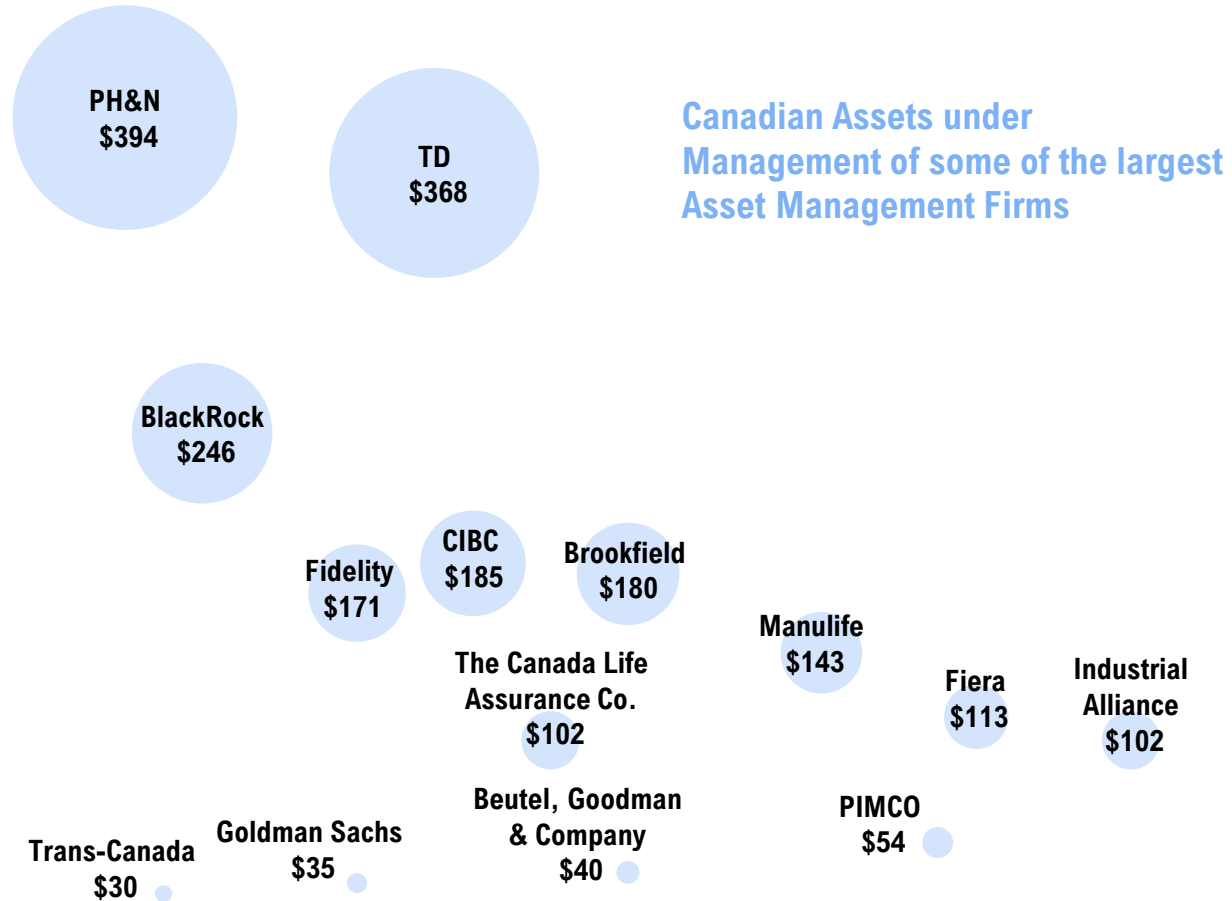 PH&N
$394
TD
$368
Canadian Assets under
Management of some of the largest
Asset Management Firms
BlackRock
$246
Fidelity
$171
CIBC
$185
Brookfield
$180
Manulife
$143
The Canada Life
Assurance Co.
$102
Fiera
$113
Industrial
Alliance
$102
Trans-Canada
$30
Goldman Sachs
$35
Beutel, Goodman
& Company
$40
PIMCO
$54